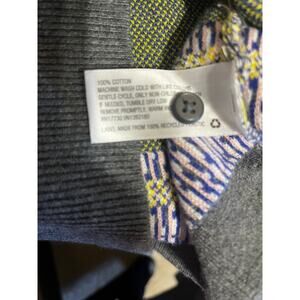 100% COTTON
MACHINE WASH COLD WITH LIKE COLORS
GENTLE CYCLE, ONLY NON-CHLORINE
IF NEEDED, TUMBLE DRY LOW
REMOVE PROMPTLY, WARM
LABEL MADE FROM 100% RECYCLED PLASTIC